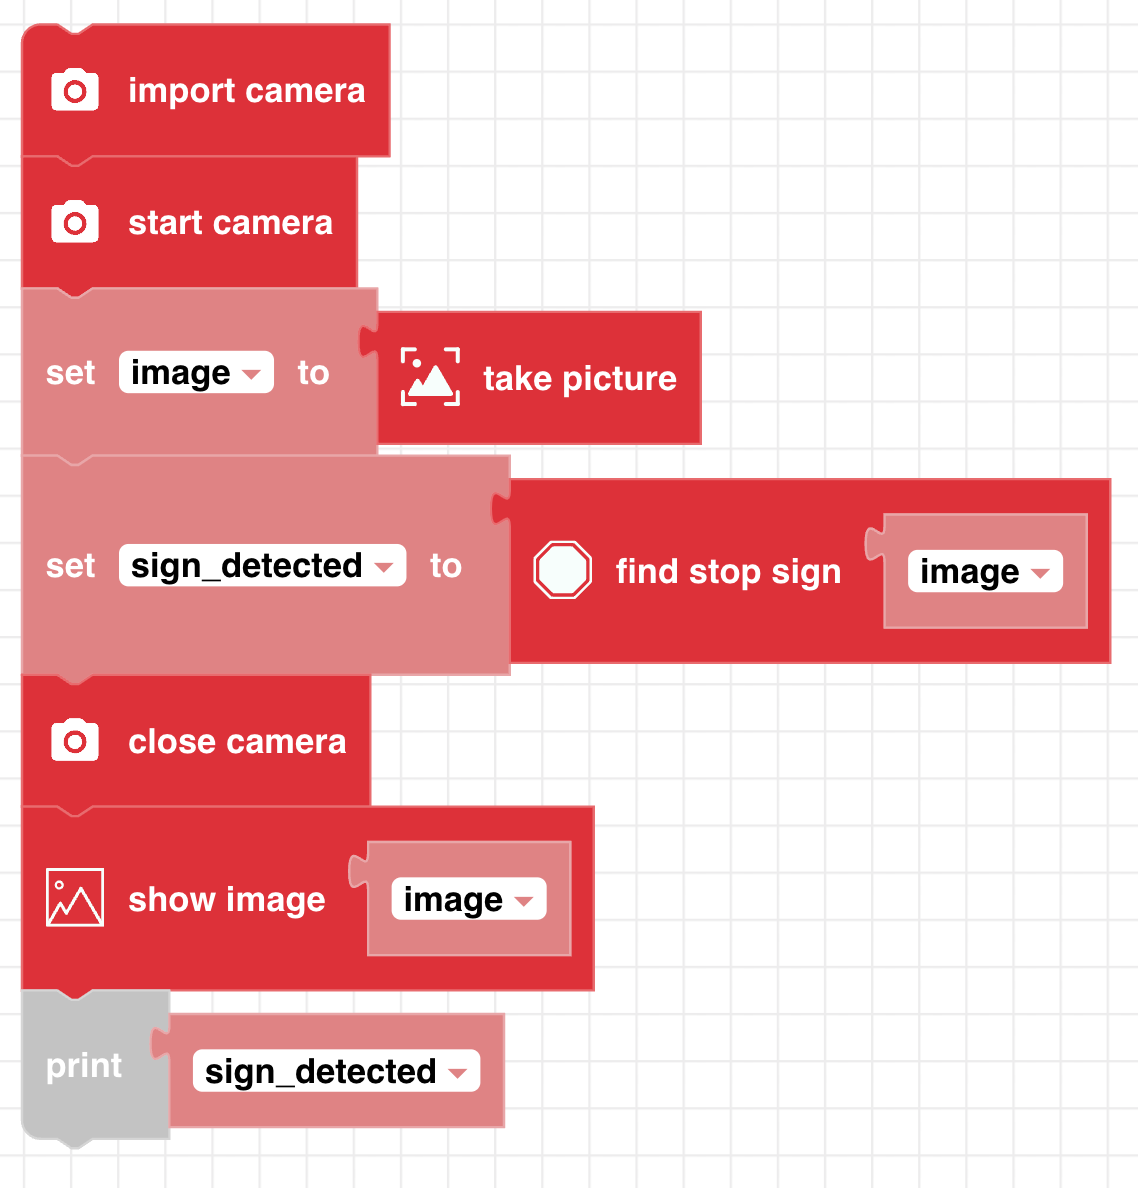 import camera
start camera
set image to take picture
set sign_detected to find stop sign image
close camera
show image image
print sign_detected